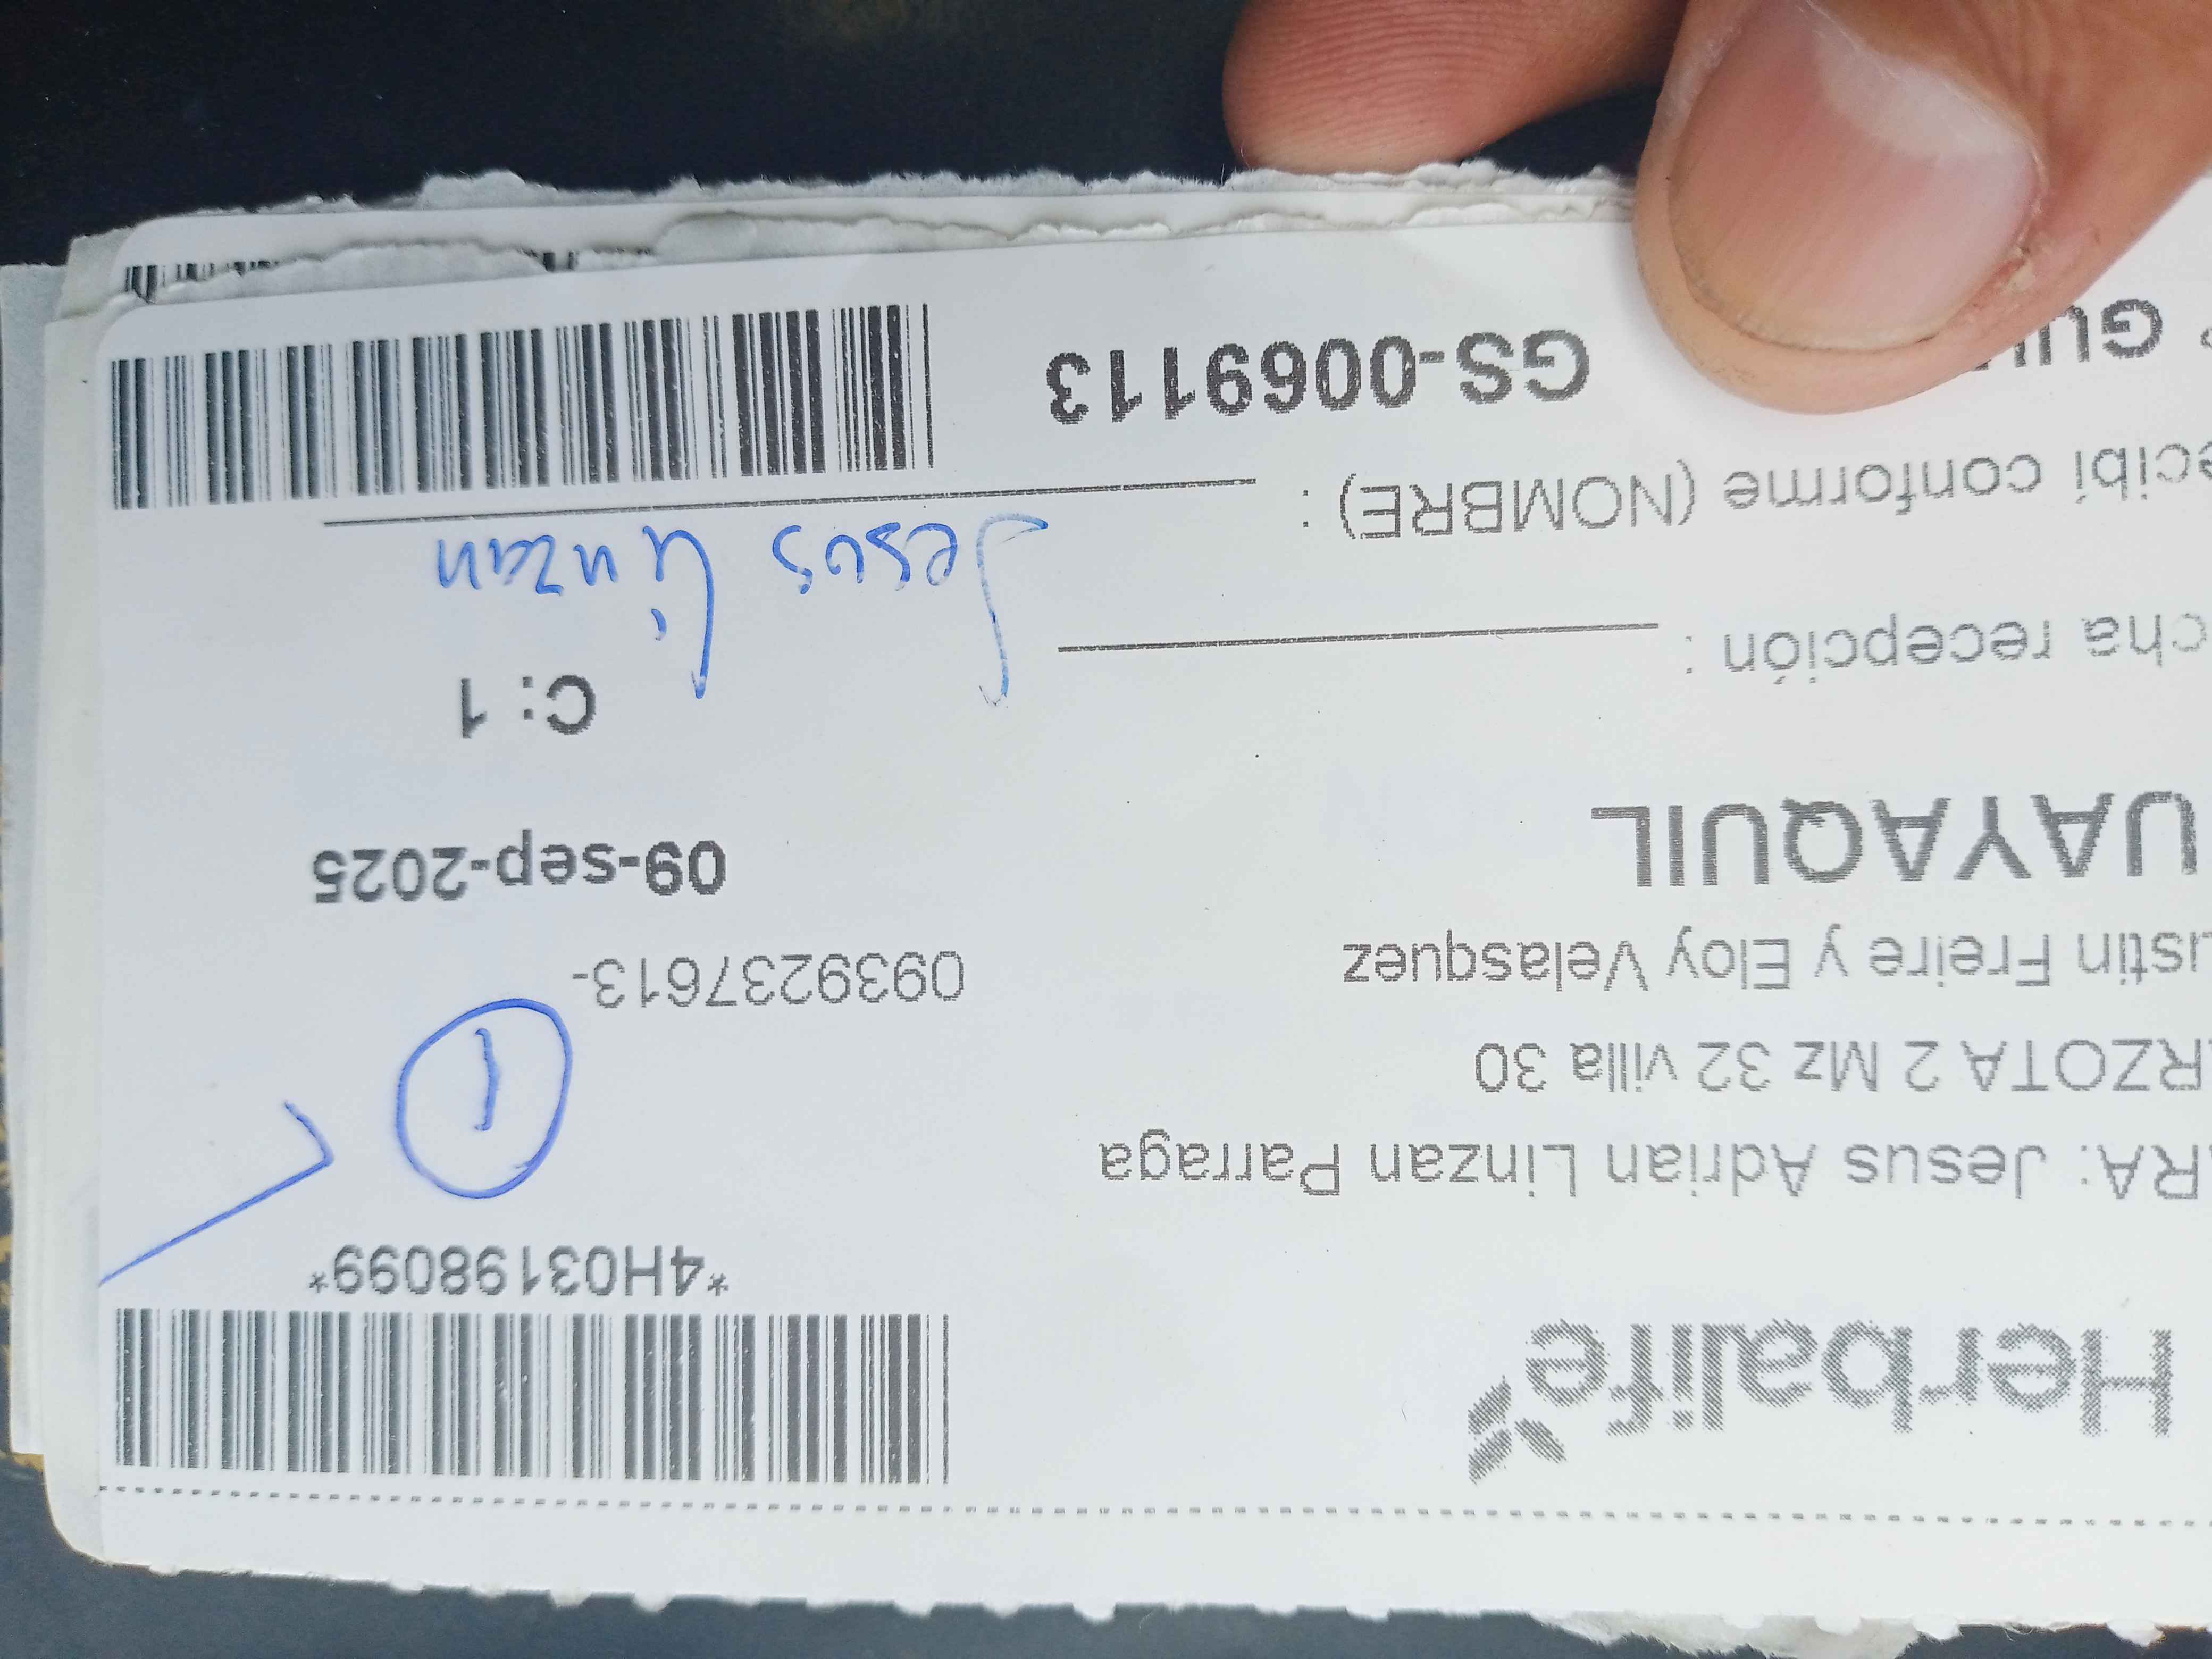 Herbalife
*4H03198099*
RA: Jesus Adrian Linzan Parraga
1
RZOTA 2 Mz 32 villa 30
ustin Freire y Eloy Velasquez
0939237613-
UAYAQUIL
09-sep-2025
C: 1
cha recepción :
Jesus Linzan
ecibí conforme (NOMBRE) :
GS-0069113